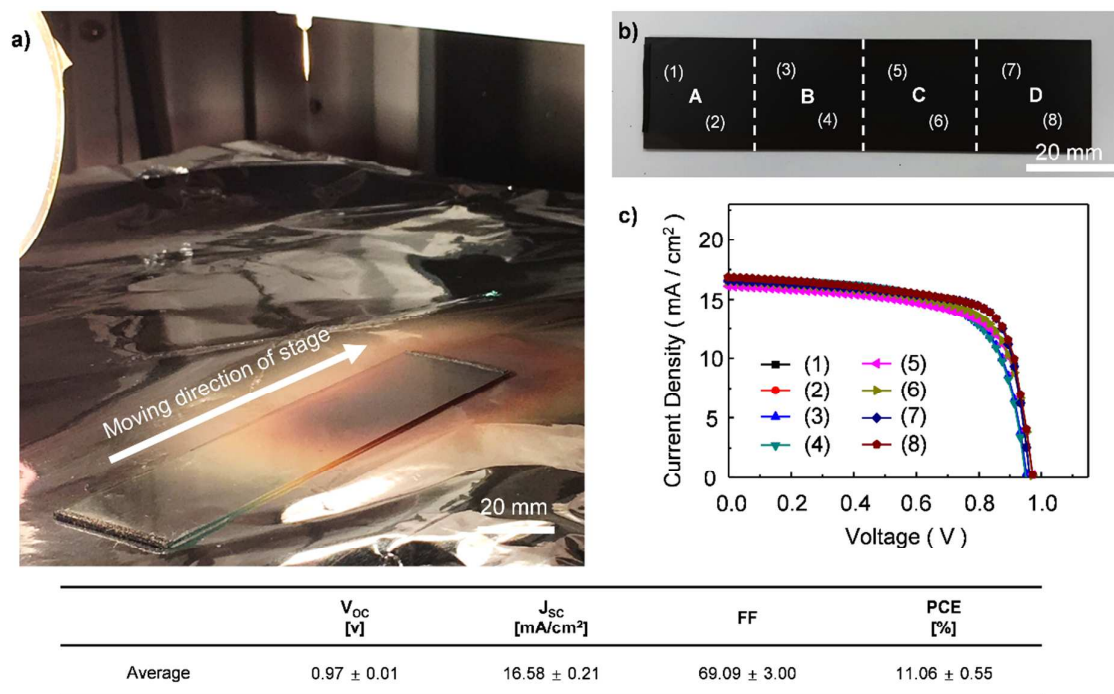 a)
Moving direction of stage
20 mm
b)
(1) (3) (5) (7)
A B C D
(2) (4) (6) (8)
20 mm
c)
Current Density ( mA / cm² )
20
15
10
5
0
(1) (5)
(2) (6)
(3) (7)
(4) (8)
0.0 0.2 0.4 0.6 0.8 1.0
Voltage ( V )
V_OC J_SC FF PCE
[v] [mA/cm²] [%]
Average 0.97 ± 0.01 16.58 ± 0.21 69.09 ± 3.00 11.06 ± 0.55